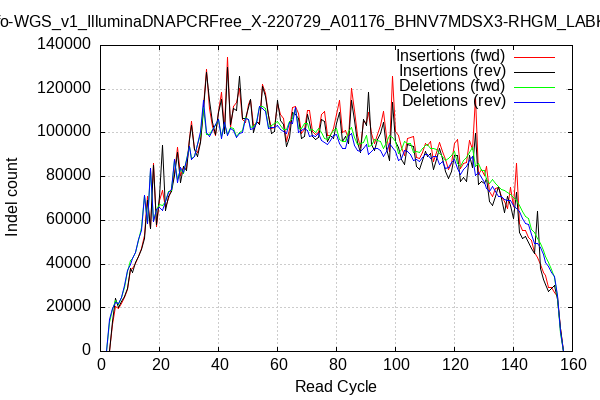 fo-WGS_v1_IlluminaDNAPCRFree_X-220729_A01176_BHNV7MDSX3-RHGM_LABK
140000
120000
100000
80000
60000
40000
20000
0
Indel count
Insertions (fwd)
Insertions (rev)
Deletions (fwd)
Deletions (rev)
0 20 40 60 80 100 120 140 160
Read Cycle